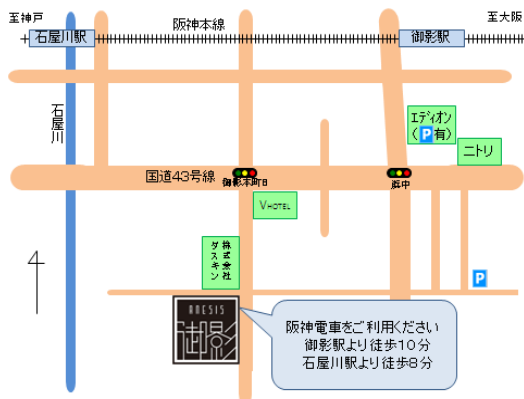 至神戸
阪神本線
至大阪
石屋川駅
御影駅
石屋川
エディオン
(P有)
ニトリ
国道43号線
御影本町8
浜中
V HOTEL
株式会社
ダスキン
4
P
ANESIS
御影
阪神電車をご利用ください
御影駅より徒歩10分
石屋川駅より徒歩8分